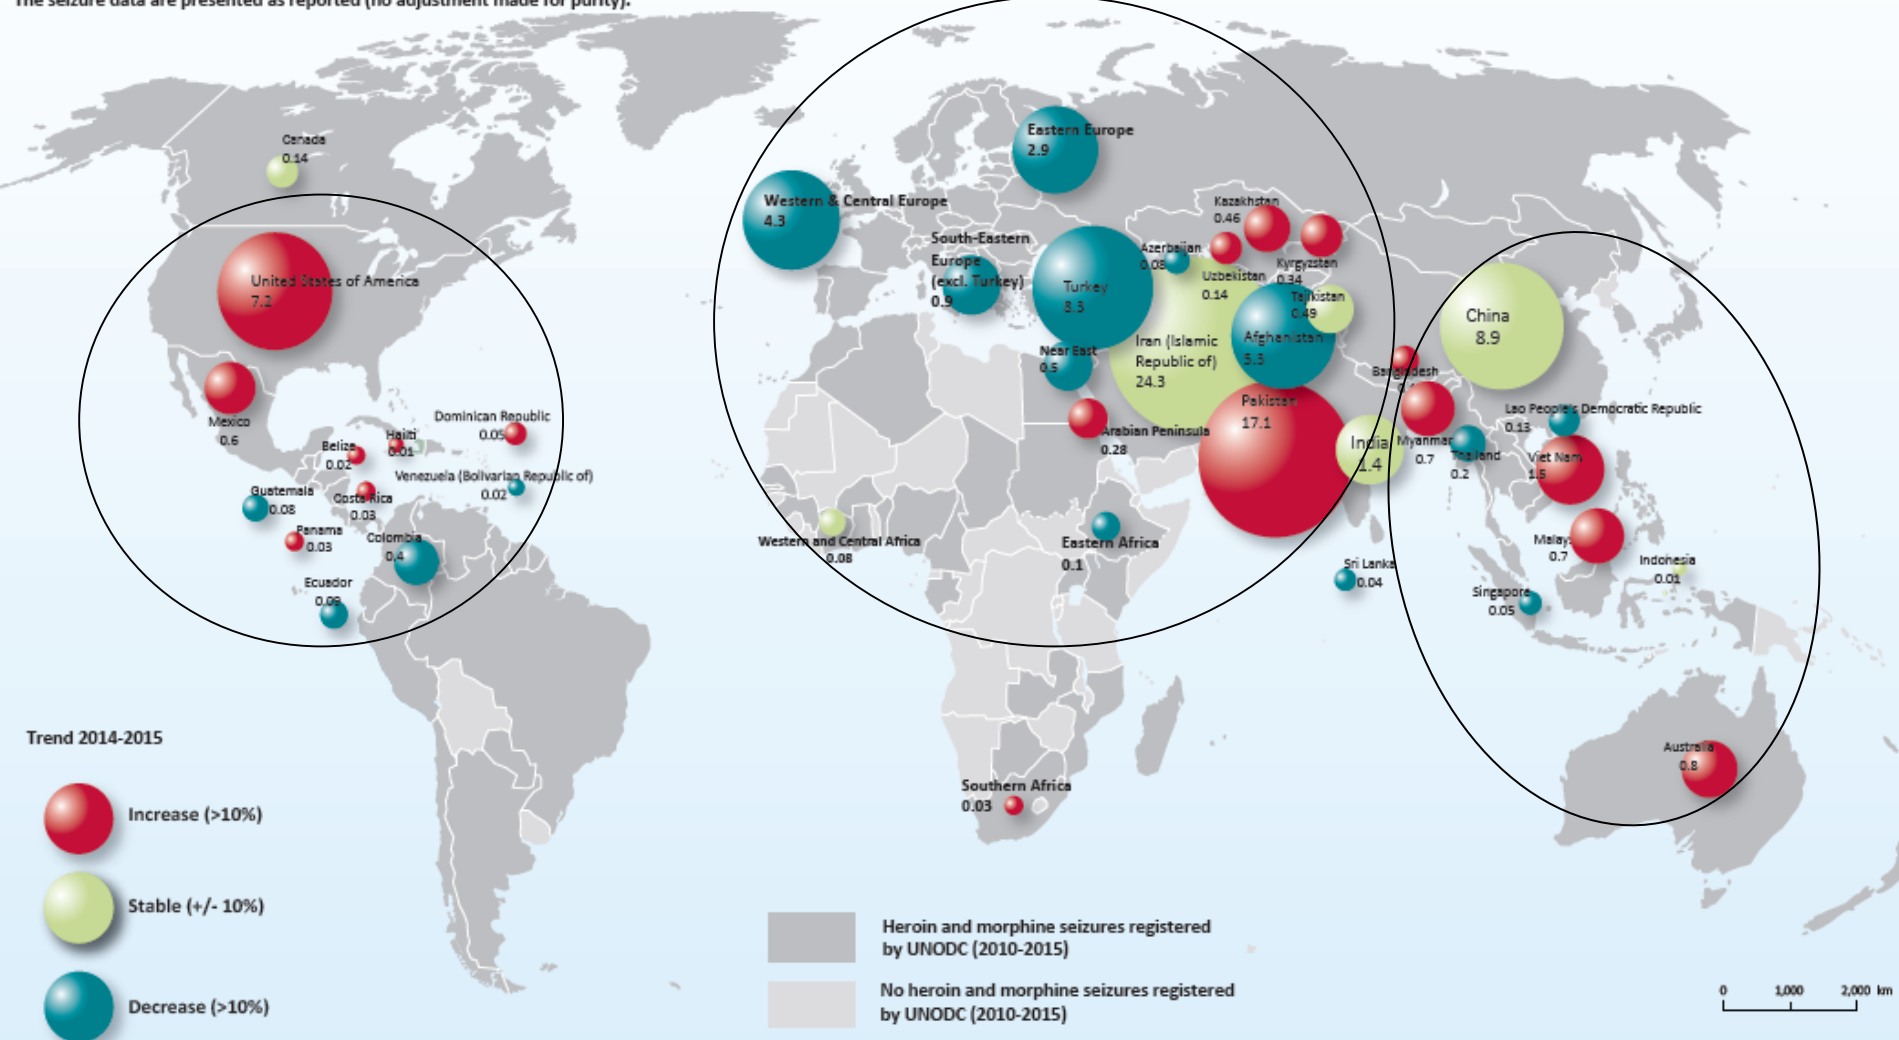 The seizure data are presented as reported (no adjustment made for purity).
Canada
0.14
United States of America
7.2
Mexico
0.6
Belize
0.02
Haiti
0.01
Dominican Republic
0.05
Venezuela (Bolivarian Republic of)
0.02
Guatemala
0.08
Costa Rica
0.03
Panama
0.03
Colombia
0.4
Ecuador
0.09
Eastern Europe
2.9
Western & Central Europe
4.3
South-Eastern
Europe
(excl. Turkey)
0.9
Turkey
8.3
Azerbaijan
0.08
Kazakhstan
0.46
Uzbekistan
0.14
Kyrgyzstan
0.34
Tajikistan
0.49
Afghanistan
5.3
Iran (Islamic
Republic of)
24.3
Near East
0.5
Pakistan
17.1
Arabian Peninsula
0.28
India
1.4
Western and Central Africa
0.08
Eastern Africa
0.1
Sri Lanka
0.04
Southern Africa
0.03
China
8.9
Bangladesh
Myanmar
0.7
Lao People's Democratic Republic
0.13
Thailand
0.2
Viet Nam
1.5
0.7
Indonesia
0.01
Singapore
0.05
Australia
0.8
Trend 2014-2015
Increase (>10%)
Stable (+/- 10%)
Decrease (>10%)
Heroin and morphine seizures registered
by UNODC (2010-2015)
No heroin and morphine seizures registered
by UNODC (2010-2015)
0 1,000 2,000 km